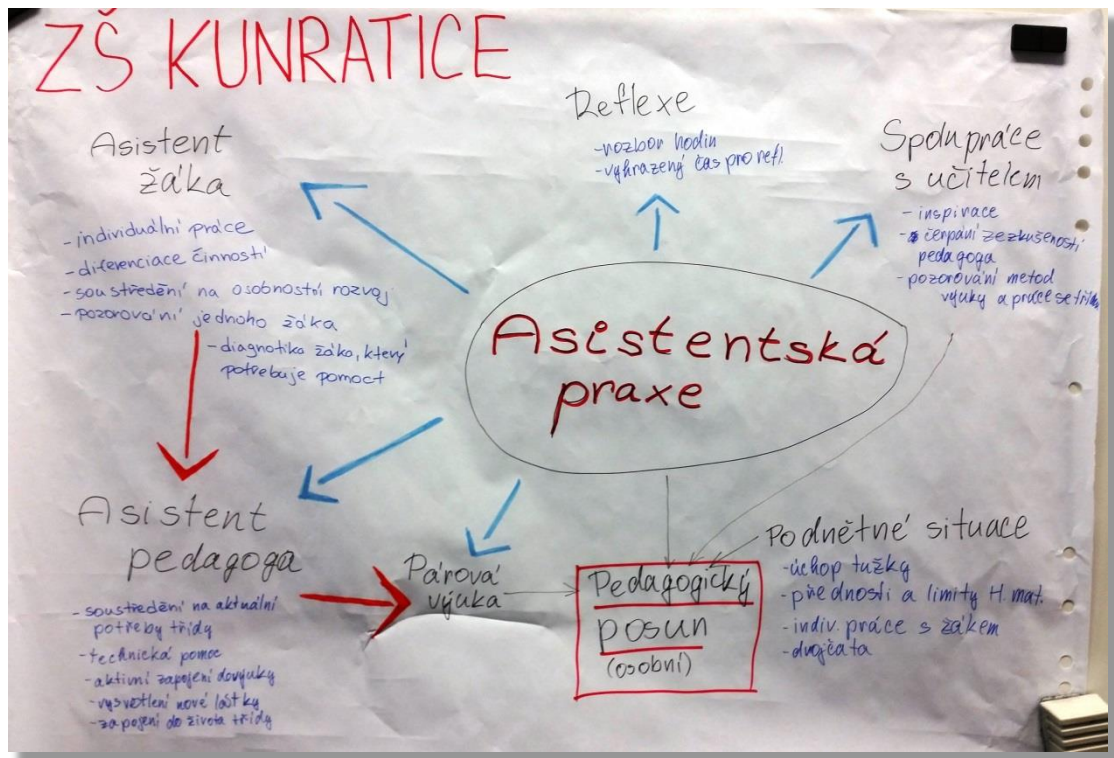 ZŠ KUNRATICE
Asistent
žáka
- individuální práce
- diferenciace činností
- soustředění na osobnostní rozvoj
- pozorování jednoho žáka
- diagnotika žáka, který
potřebuje pomoct
Reflexe
- rozbor hodin
- vyhrazený čas pro refl.
Spolupráce
s učitelem
- inspirace
- čerpání ze zkušeností
pedagoga
- pozorování metod
výuky a práce se
Asistentská
praxe
Asistent
pedagoga
- soustředění na aktuální
potřeby třídy
- technická pomoc
- aktivní zapojení do výuky
- vysvětlení nové látky
- zapojení do života třídy
Párová
výuka
Pedagogický
posun
(osobní)
Podnětné situace
- úchop tužky
- přednosti a limity H. mat.
- indiv. práce s žákem
- dvojčata